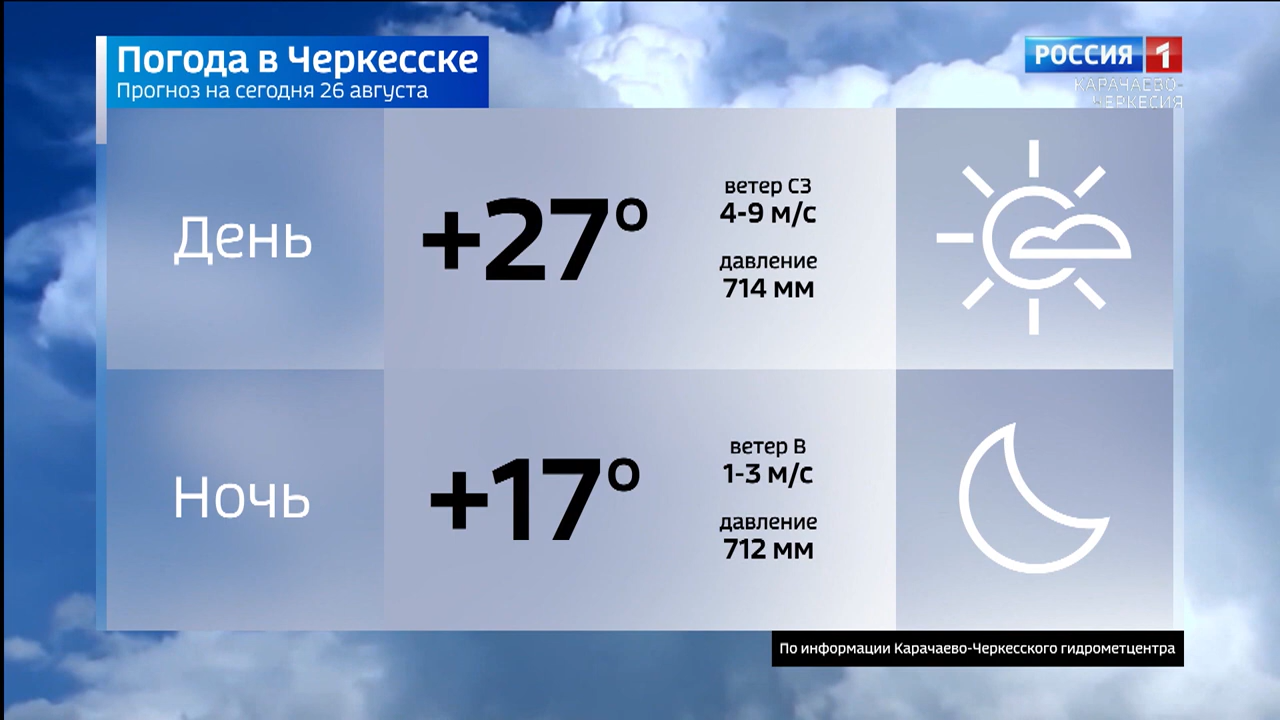 Погода в Черкесске
Прогноз на сегодня 26 августа
РОССИЯ 1
КАРАЧАЕВО-
ЧЕРКЕСИЯ
День
+27°
ветер СЗ
4-9 м/с
давление
714 мм
Ночь
+17°
ветер В
1-3 м/с
давление
712 мм
По информации Карачаево-Черкесского гидрометцентра